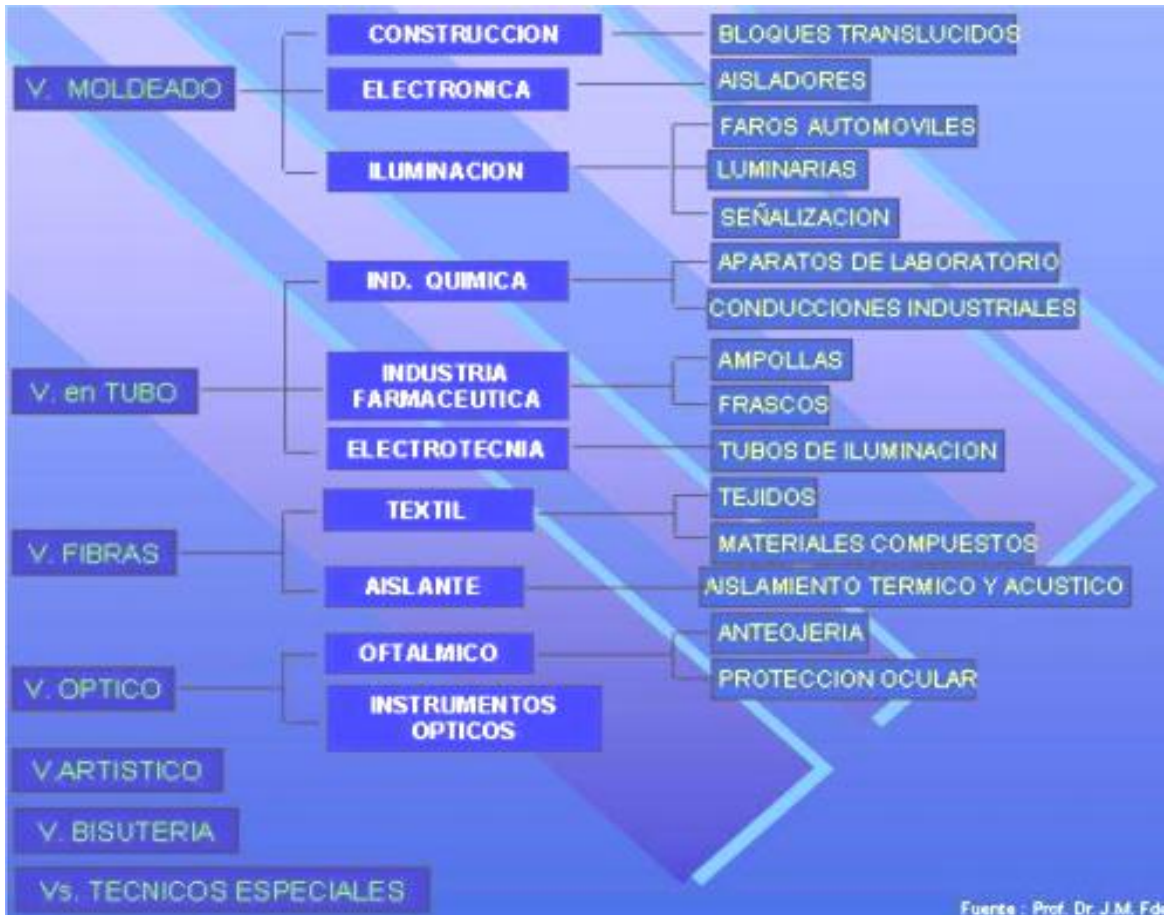 V. MOLDEADO
CONSTRUCCION
BLOQUES TRANSLUCIDOS
ELECTRONICA
AISLADORES
ILUMINACION
FAROS AUTOMOVILES
LUMINARIAS
SEÑALIZACION
V. en TUBO
IND. QUIMICA
APARATOS DE LABORATORIO
CONDUCCIONES INDUSTRIALES
INDUSTRIA
FARMACEUTICA
AMPOLLAS
FRASCOS
ELECTROTECNIA
TUBOS DE ILUMINACION
V. FIBRAS
TEXTIL
TEJIDOS
MATERIALES COMPUESTOS
AISLANTE
AISLAMIENTO TERMICO Y ACUSTICO
V. OPTICO
OFTALMICO
ANTEOJERIA
PROTECCION OCULAR
INSTRUMENTOS
OPTICOS
V.ARTISTICO
V. BISUTERIA
Vs. TECNICOS ESPECIALES
Fuente : Prof. Dr. J.M. Fde